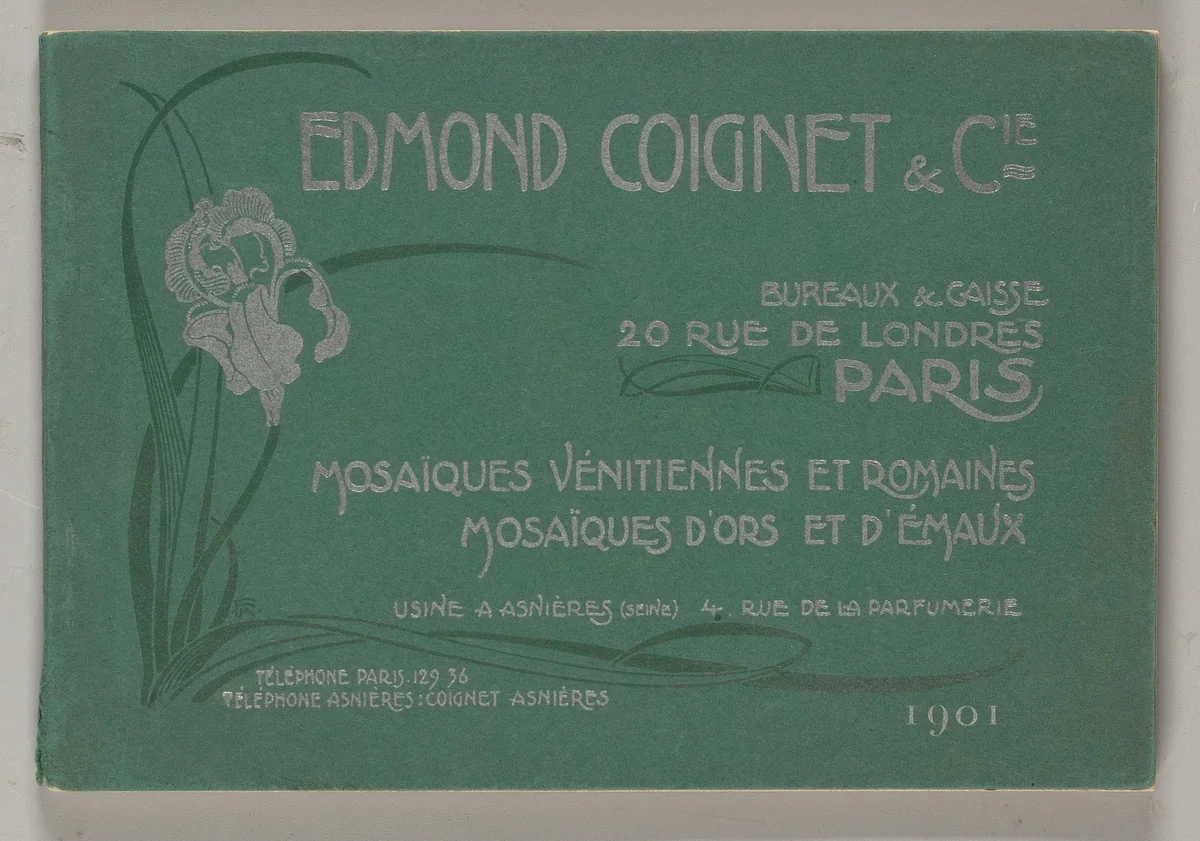 EDMOND COIGNET & CIE
BUREAUX & CAISSE
20 RUE DE LONDRES
PARIS
MOSAÏQUES VÉNITIENNES ET ROMAINES
MOSAÏQUES D'ORS ET D'ÉMAUX
USINE A ASNIÈRES (SEINE) 4, RUE DE LA PARFUMERIE
TÉLÉPHONE PARIS.129 36
TÉLÉPHONE ASNIÈRES: COIGNET ASNIÈRES
1901